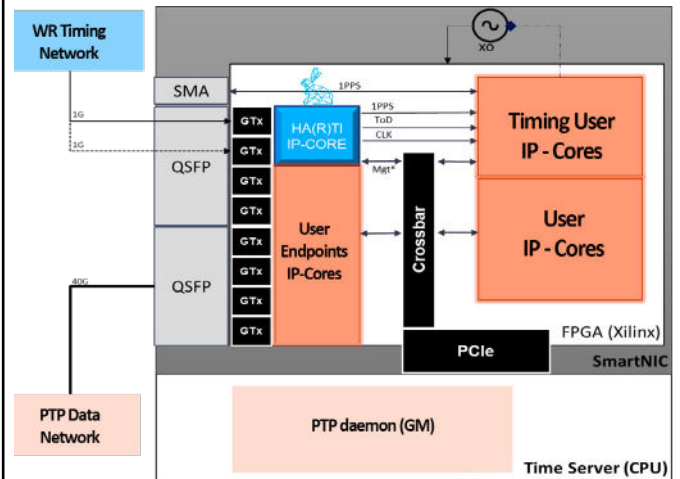 XO
WR Timing
Network
SMA
1PPS
1G
1G
QSFP
GTx
GTx
GTx
GTx
GTx
GTx
GTx
GTx
HA(R)TI
IP-CORE
1PPS
ToD
CLK
Mgt*
Timing User
IP - Cores
User
Endpoints
IP-Cores
Crossbar
User
IP - Cores
40G
QSFP
FPGA (Xilinx)
PCIe
SmartNIC
PTP Data
Network
PTP daemon (GM)
Time Server (CPU)